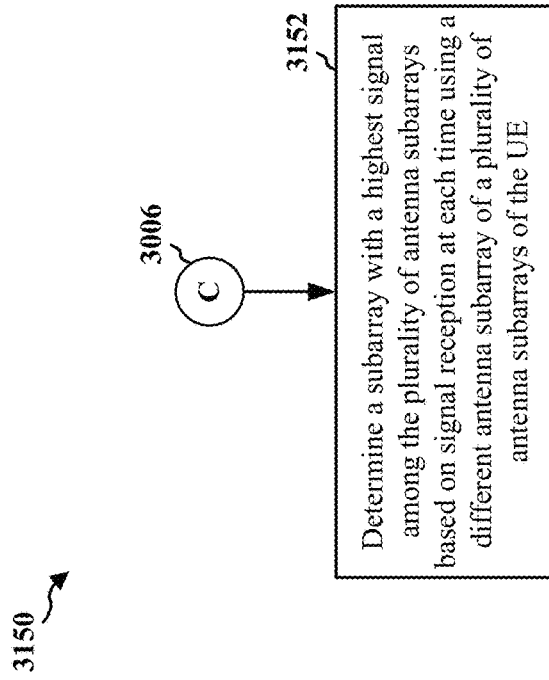 3150
3006
C
3152
Determine a subarray with a highest signal
among the plurality of antenna subarrays
based on signal reception at each time using a
different antenna subarray of a plurality of
antenna subarrays of the UE